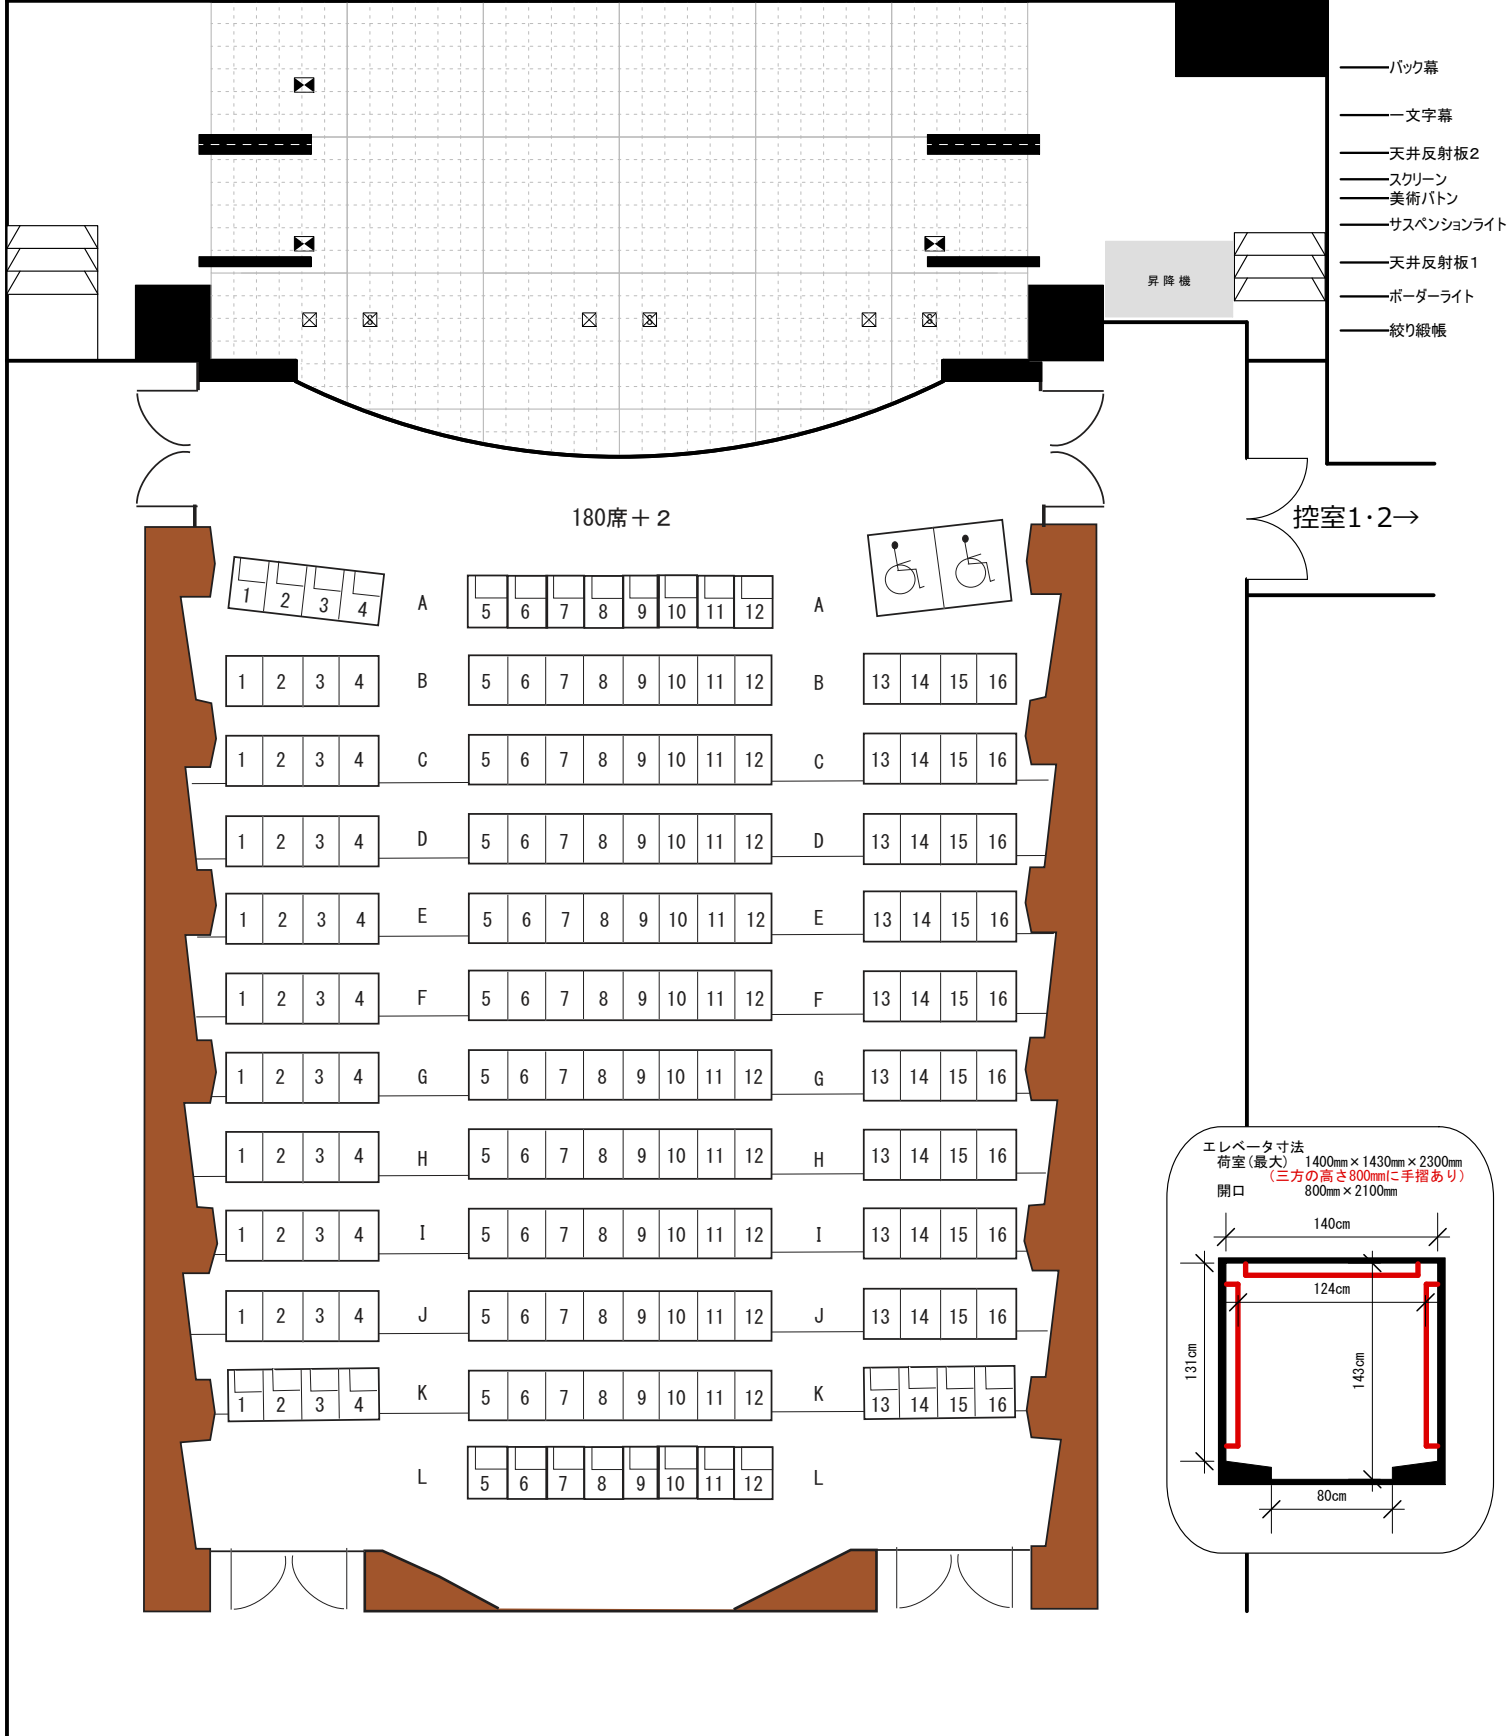 バック幕
一文字幕
天井反射板2
スクリーン
美術バトン
サスペンションライト
天井反射板1
ボーダーライト
絞り緞帳
昇降機
S S S
180席＋2
控室1・2→
1 2 3 4 A 5 6 7 8 9 10 11 12 A
1 2 3 4 B 5 6 7 8 9 10 11 12 B 13 14 15 16
1 2 3 4 C 5 6 7 8 9 10 11 12 C 13 14 15 16
1 2 3 4 D 5 6 7 8 9 10 11 12 D 13 14 15 16
1 2 3 4 E 5 6 7 8 9 10 11 12 E 13 14 15 16
1 2 3 4 F 5 6 7 8 9 10 11 12 F 13 14 15 16
1 2 3 4 G 5 6 7 8 9 10 11 12 G 13 14 15 16
1 2 3 4 H 5 6 7 8 9 10 11 12 H 13 14 15 16
1 2 3 4 I 5 6 7 8 9 10 11 12 I 13 14 15 16
1 2 3 4 J 5 6 7 8 9 10 11 12 J 13 14 15 16
1 2 3 4 K 5 6 7 8 9 10 11 12 K 13 14 15 16
L 5 6 7 8 9 10 11 12 L
エレベータ寸法
荷室(最大) 1400mm×1430mm×2300mm
(三方の高さ800mmに手摺あり)
開口 800mm×2100mm
140cm
124cm
131cm
143cm
80cm